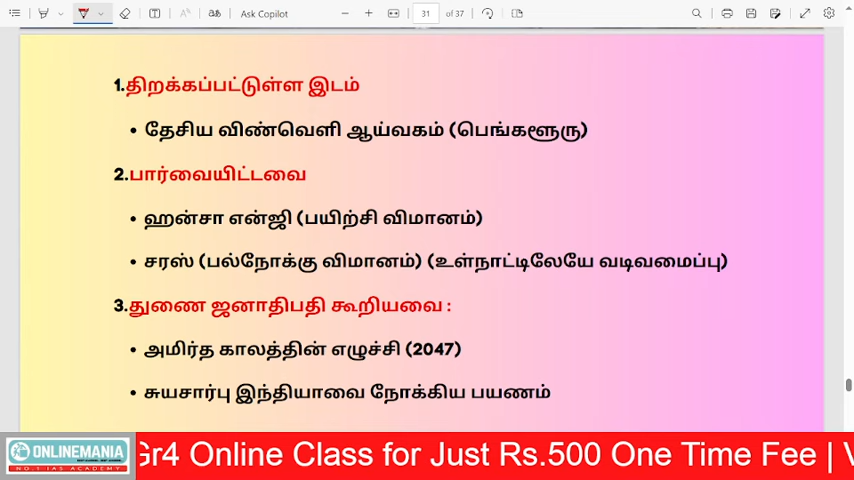 Ask Copilot
31 of 37
1.திறக்கப்பட்டுள்ள இடம்
• தேசிய விண்வெளி ஆய்வகம் (பெங்களூரு)
2.பார்வையிட்டவை
• ஹன்சா என்ஜி (பயிற்சி விமானம்)
• சரஸ் (பல்நோக்கு விமானம்) (உள்நாட்டிலேயே வடிவமைப்பு)
3.துணை ஜனாதிபதி கூறியவை :
• அமிர்த காலத்தின் எழுச்சி (2047)
• சுயசார்பு இந்தியாவை நோக்கிய பயணம்
ONLINEMANIA
NO.1 IAS ACADEMY
Gr4 Online Class for Just Rs.500 One Time Fee | V